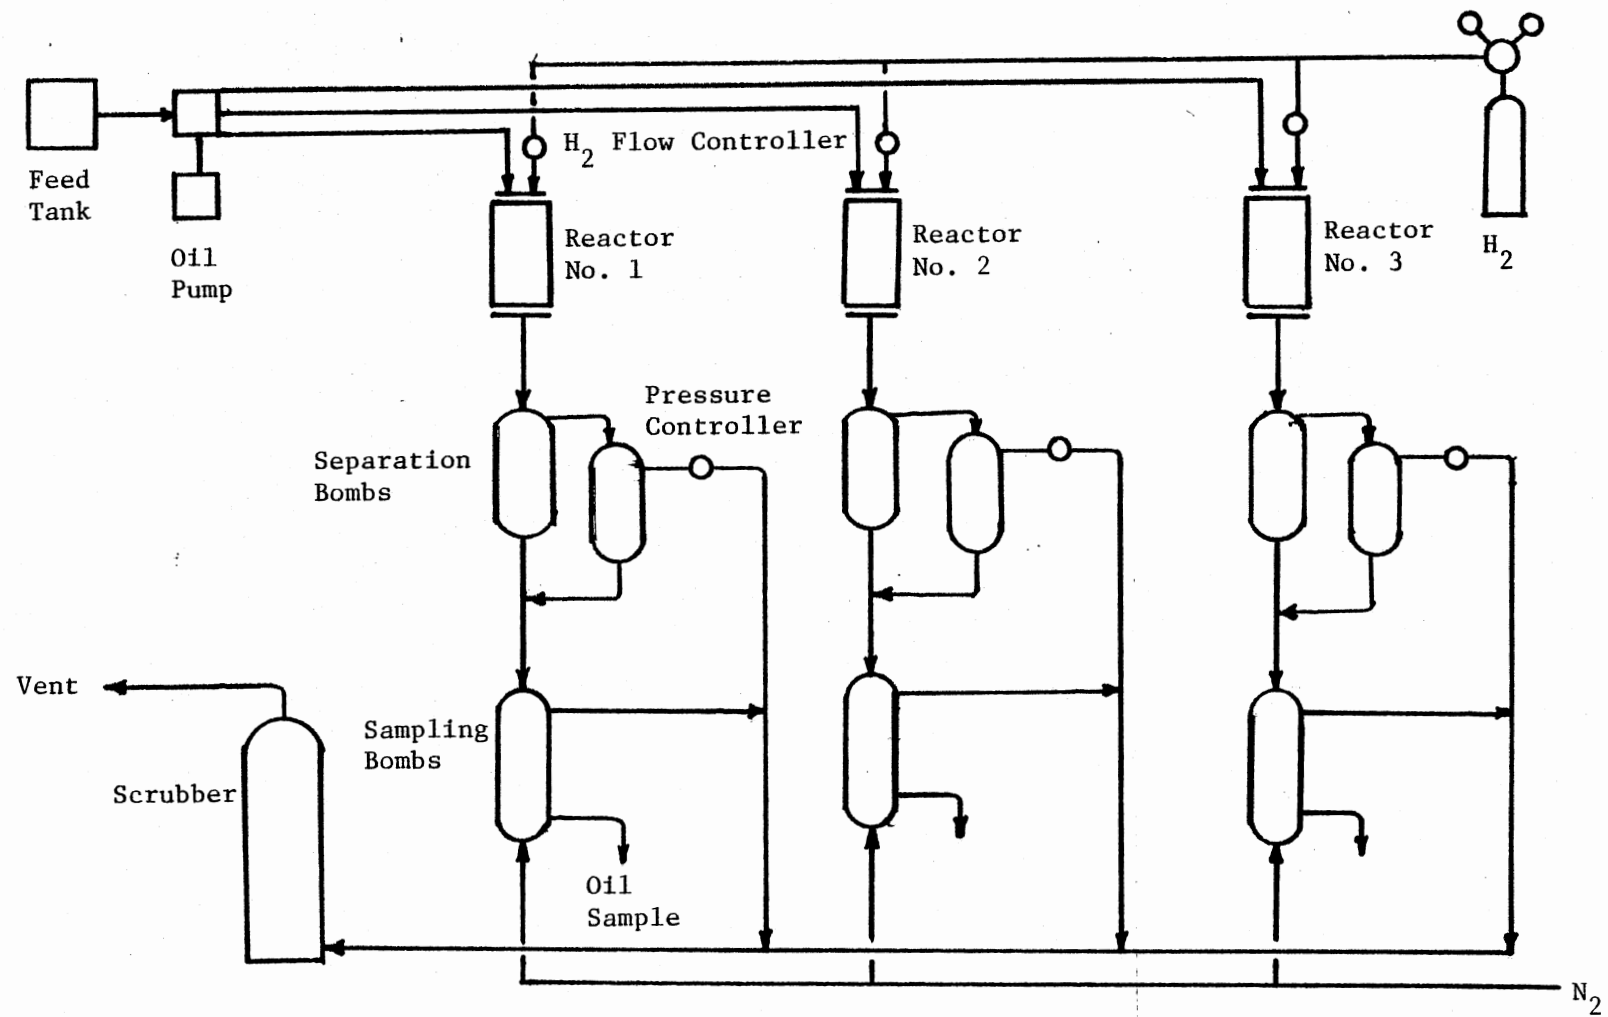 H2 Flow Controller
Feed
Tank
Oil
Pump
Reactor
No. 1
Reactor
No. 2
Reactor
No. 3
H2
Pressure
Controller
Separation
Bombs
Vent
Sampling
Bombs
Scrubber
Oil
Sample
N2